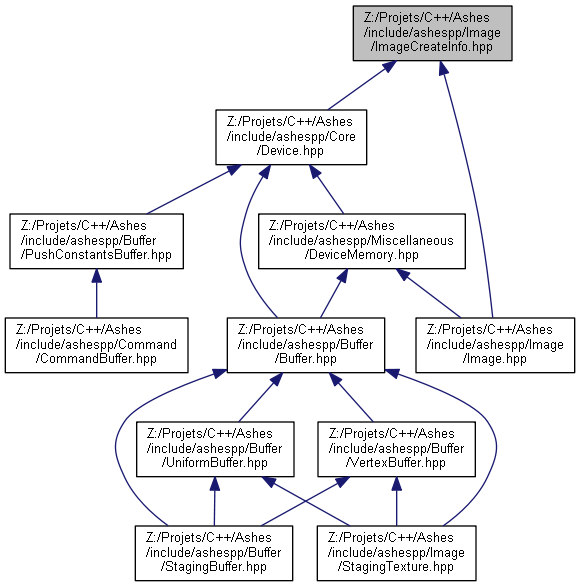 Z:/Projets/C++/Ashes
/include/ashespp/Image
/ImageCreateInfo.hpp
Z:/Projets/C++/Ashes
/include/ashespp/Core
/Device.hpp
Z:/Projets/C++/Ashes
/include/ashespp/Buffer
/PushConstantsBuffer.hpp
Z:/Projets/C++/Ashes
/include/ashespp/Miscellaneous
/DeviceMemory.hpp
Z:/Projets/C++/Ashes
/include/ashespp/Command
/CommandBuffer.hpp
Z:/Projets/C++/Ashes
/include/ashespp/Buffer
/Buffer.hpp
Z:/Projets/C++/Ashes
/include/ashespp/Image
/Image.hpp
Z:/Projets/C++/Ashes
/include/ashespp/Buffer
/UniformBuffer.hpp
Z:/Projets/C++/Ashes
/include/ashespp/Buffer
/VertexBuffer.hpp
Z:/Projets/C++/Ashes
/include/ashespp/Buffer
/StagingBuffer.hpp
Z:/Projets/C++/Ashes
/include/ashespp/Image
/StagingTexture.hpp